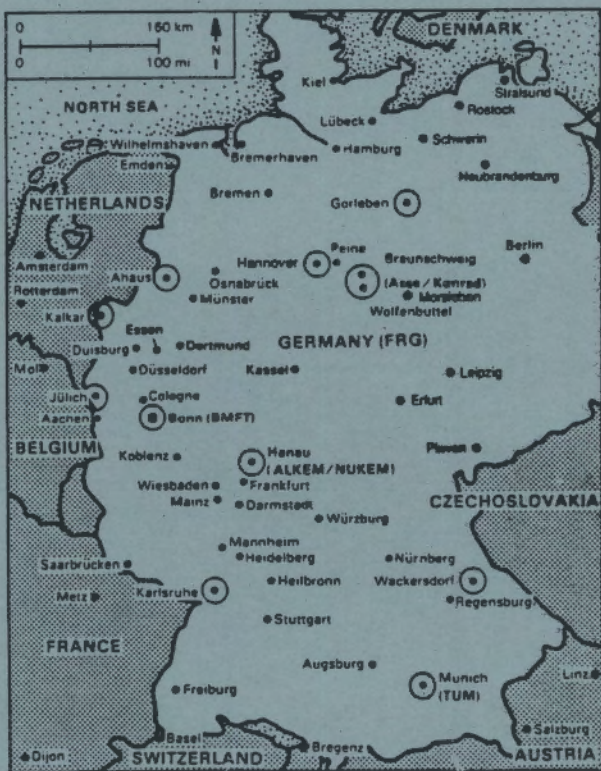 0 160 km
0 100 mi
N
DENMARK
NORTH SEA
Kiel
Stralsund
Rostock
Lübeck
Wilhelmshaven
Bremerhaven
Hamburg
Schwerin
Emden
Neubrandenburg
NETHERLANDS
Bremen
Gorleben
Amsterdam
Hannover
Peine
Braunschweig
Berlin
Ahaus
Osnabrück
(Asse/Konrad)
Rotterdam
Münster
Morsleben
Kalkar
Wolfenbuttel
Essen
Duisburg
Dortmund
GERMANY (FRG)
Mol
Düsseldorf
Kassel
Leipzig
Jülich
Cologne
Erfurt
Aachen
Bonn (BMFT)
BELGIUM
Koblenz
Hanau
(ALKEM/NUKEM)
Plaven
Wiesbaden
Frankfurt
CZECHOSLOVAKIA
Mainz
Darmstadt
Würzburg
Mannheim
Saarbrücken
Heidelberg
Nürnberg
Metz
Karlsruhe
Heilbronn
Wackersdorf
Regensburg
Stuttgart
FRANCE
Augsburg
Munich
(TUM)
Linz
Freiburg
Basel
Salzburg
Dijon
SWITZERLAND
Bregenz
AUSTRIA